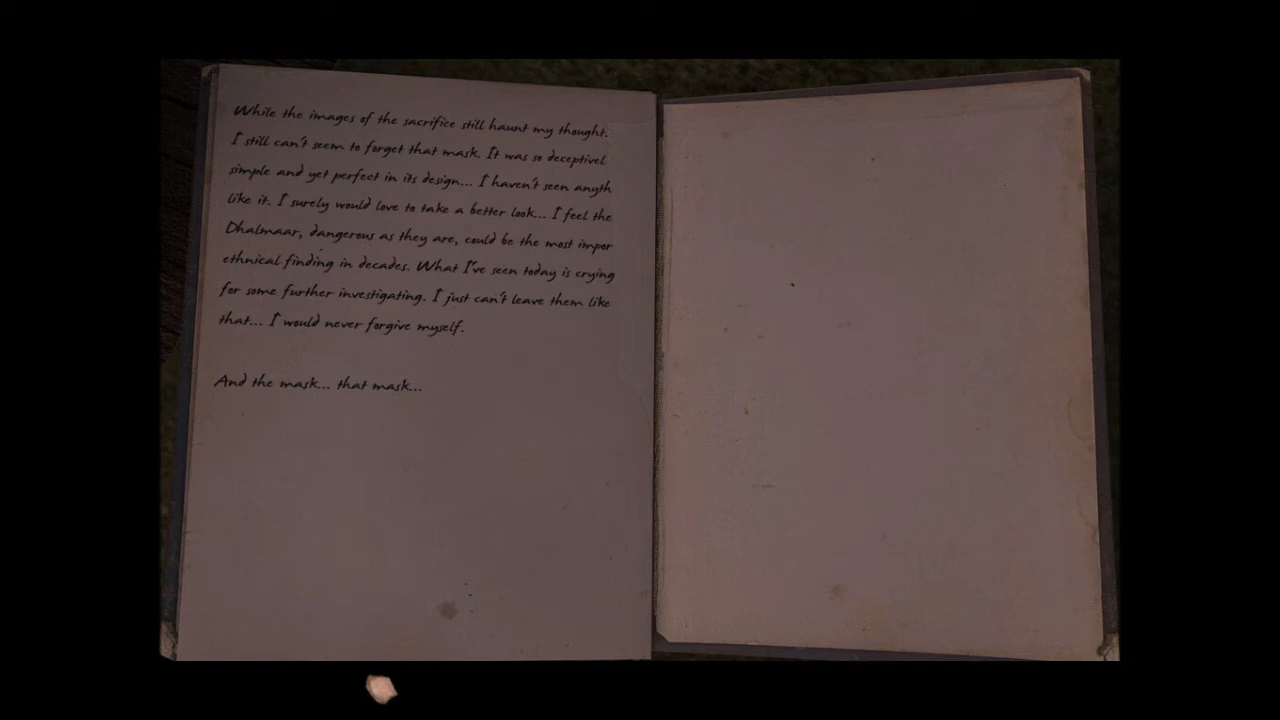 While the images of the sacrifice still haunt my thought.
I still can't seem to forget that mask. It was so deceptivel
simple and yet perfect in its design... I haven't seen anyth
like it. I surely would love to take a better look... I feel the
Dhalmaar, dangerous as they are, could be the most impor
ethnical finding in decades. What I've seen today is crying
for some further investigating. I just can't leave them like
that... I would never forgive myself.
And the mask... that mask...